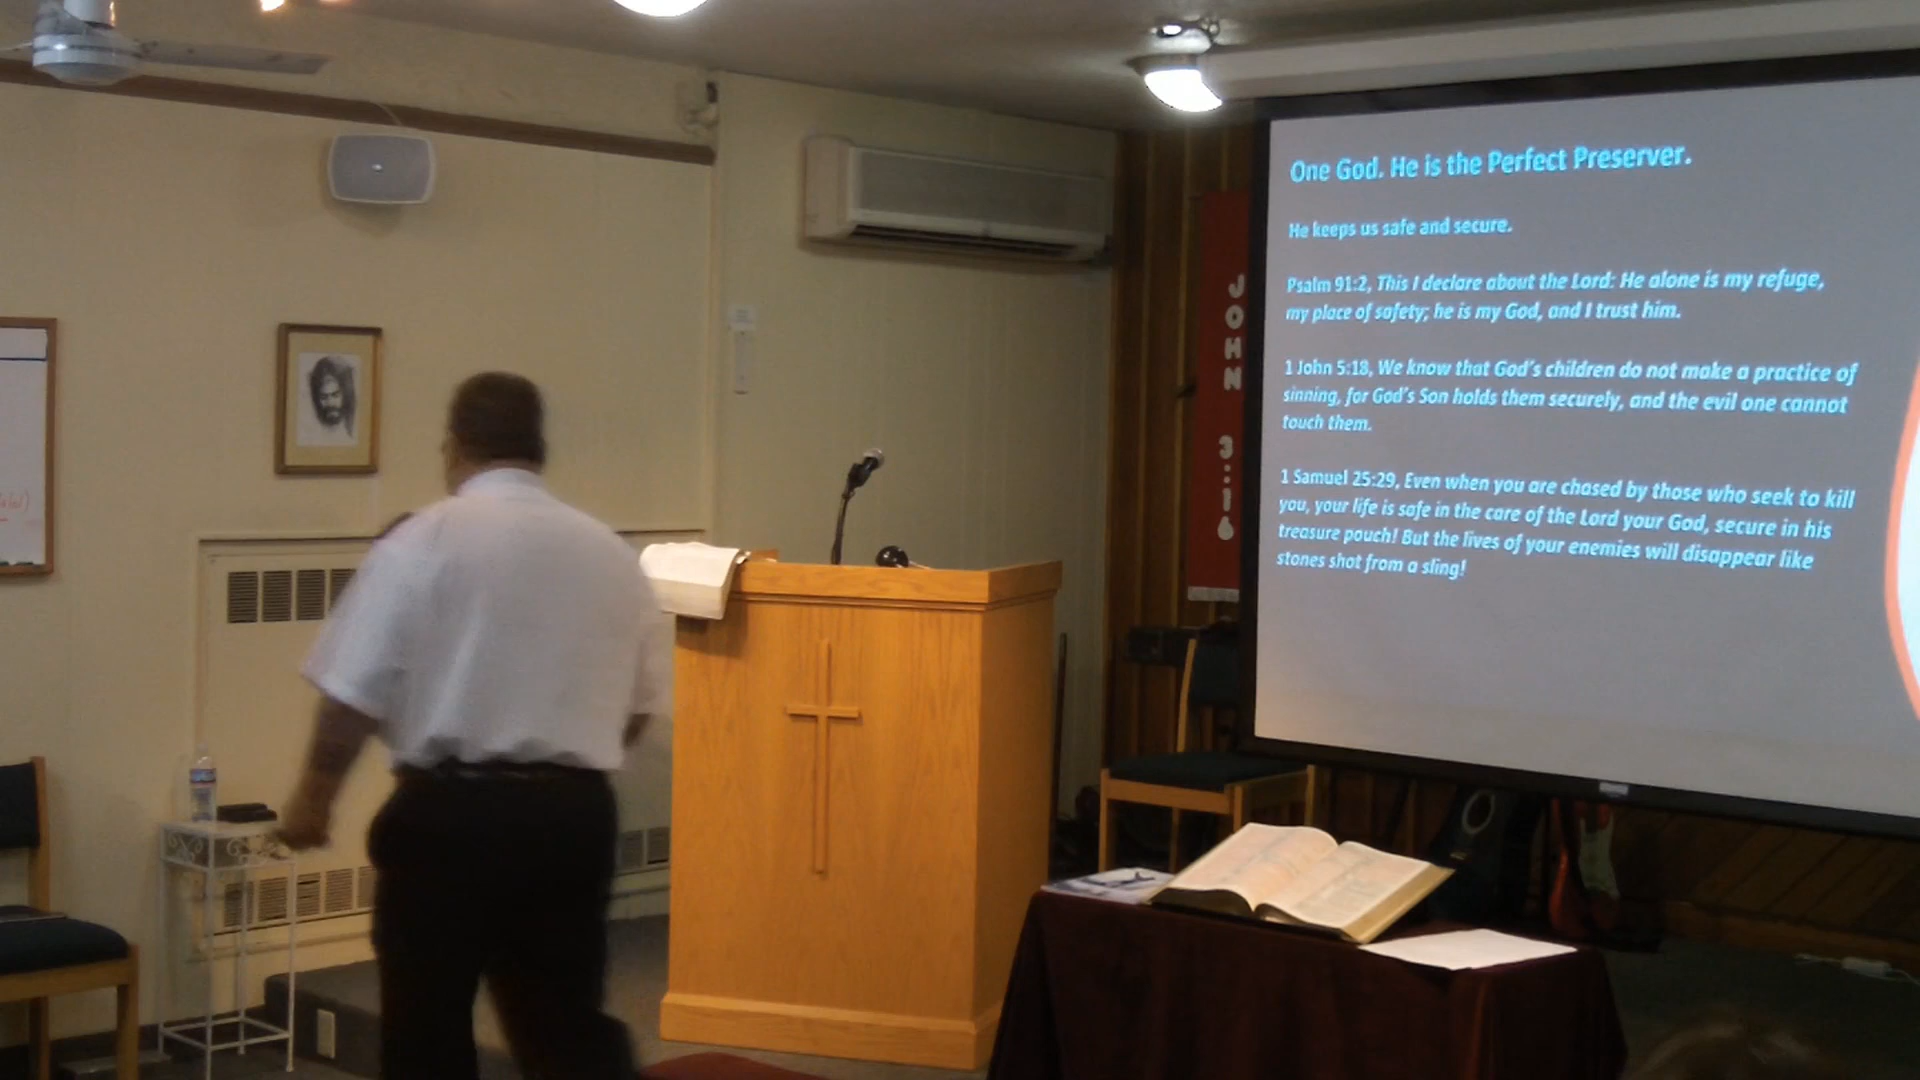 One God. He is the Perfect Preserver.
He keeps us safe and secure.
Psalm 91:2, This I declare about the Lord: He alone is my refuge,
my place of safety; he is my God, and I trust him.
1 John 5:18, We know that God's children do not make a practice of
sinning, for God's Son holds them securely, and the evil one cannot
touch them.
1 Samuel 25:29, Even when you are chased by those who seek to kill
you, your life is safe in the care of the Lord your God, secure in his
treasure pouch! But the lives of your enemies will disappear like
stones shot from a sling!
JOHN 3:16